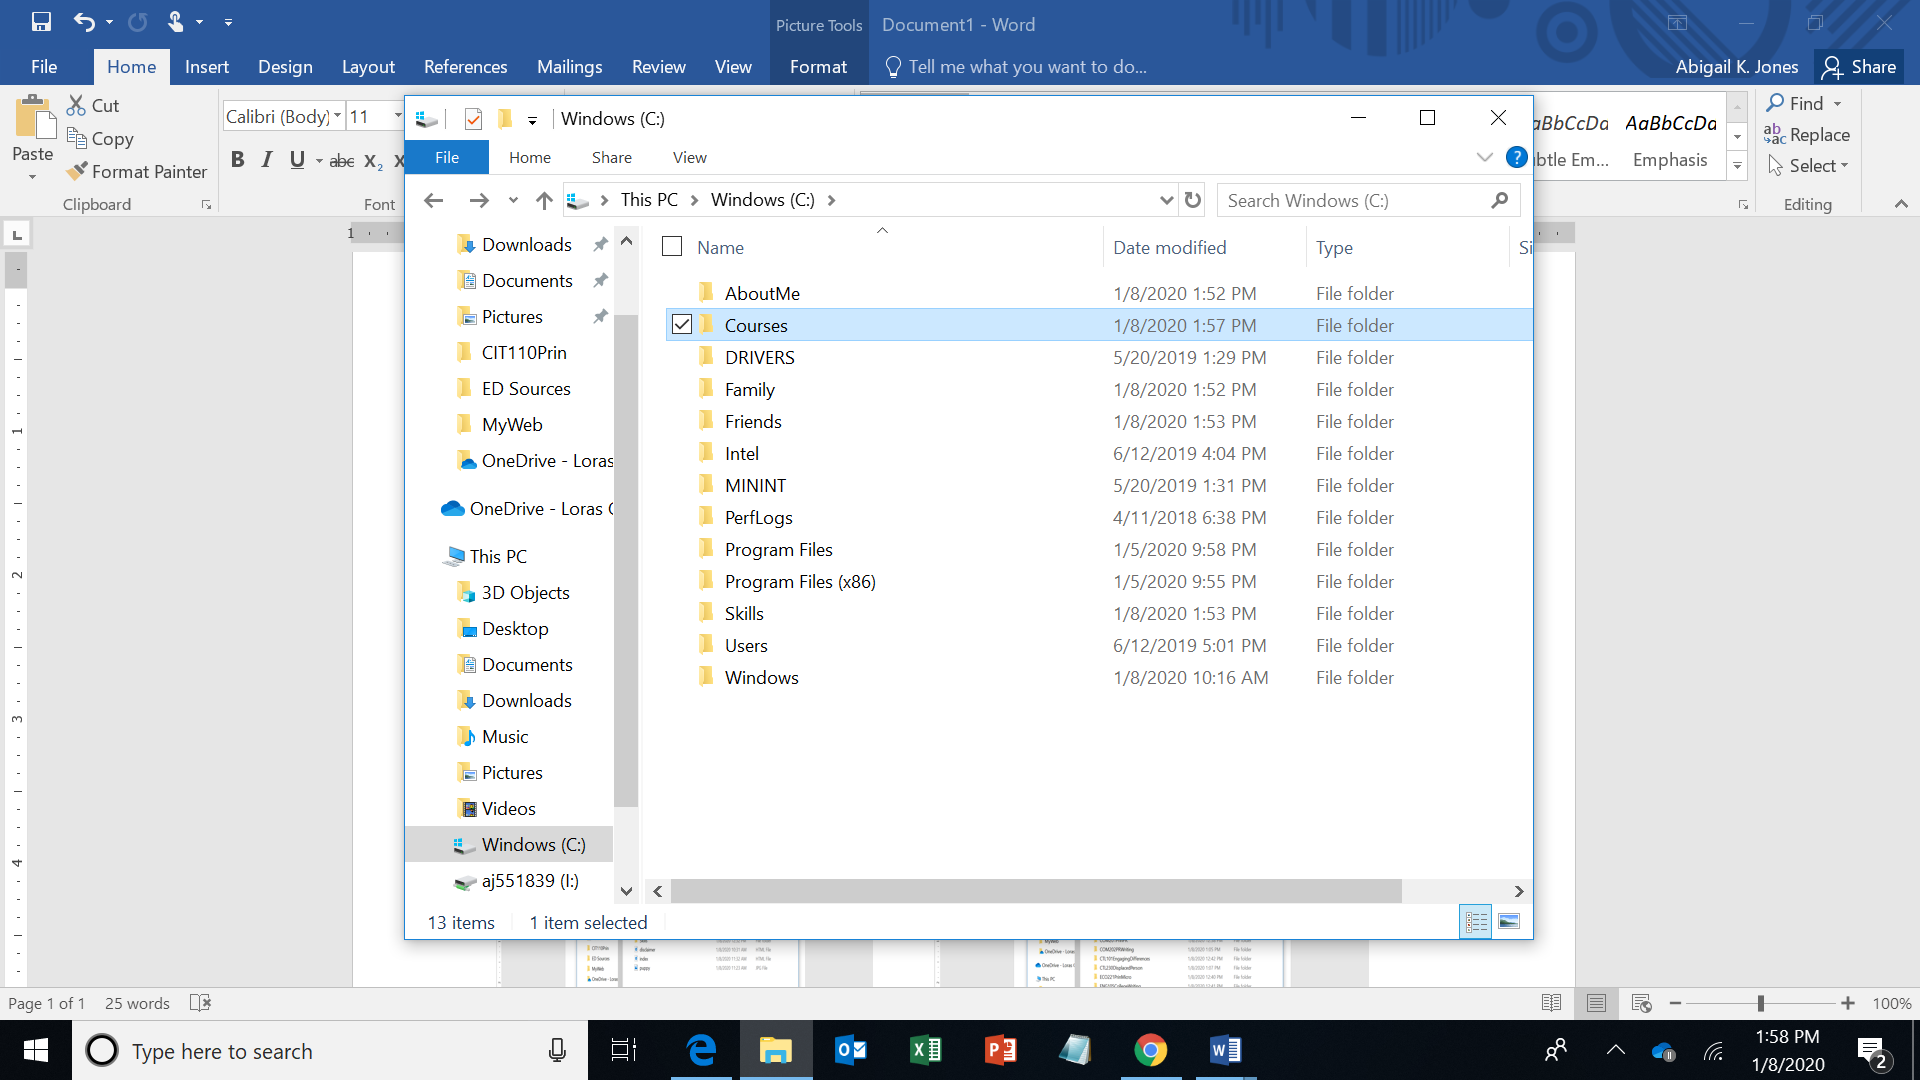 Picture Tools
Document1 - Word
File
Home
Insert
Design
Layout
References
Mailings
Review
View
Format
Tell me what you want to do...
Abigail K. Jones
Share
Paste
Cut
Copy
Format Painter
Clipboard
Calibri (Body)
11
B I U abc X₂
Font
AaBbCcDd
Emphasis
Find
Replace
Select
Editing
Windows (C:)
File
Home
Share
View
This PC
Windows (C:)
Search Windows (C:)
Downloads
Documents
Pictures
CIT110Prin
ED Sources
MyWeb
OneDrive - Loras
OneDrive - Loras
This PC
3D Objects
Desktop
Documents
Downloads
Music
Pictures
Videos
Windows (C:)
aj551839 (I:)
Name Date modified Type
AboutMe 1/8/2020 1:52 PM File folder
Courses 1/8/2020 1:57 PM File folder
DRIVERS 5/20/2019 1:29 PM File folder
Family 1/8/2020 1:52 PM File folder
Friends 1/8/2020 1:53 PM File folder
Intel 6/12/2019 4:04 PM File folder
MININT 5/20/2019 1:31 PM File folder
PerfLogs 4/11/2018 6:38 PM File folder
Program Files 1/5/2020 9:58 PM File folder
Program Files (x86) 1/5/2020 9:55 PM File folder
Skills 1/8/2020 1:53 PM File folder
Users 6/12/2019 5:01 PM File folder
Windows 1/8/2020 10:16 AM File folder
13 items 1 item selected
Page 1 of 1 25 words
100%
Type here to search
1:58 PM
1/8/2020
2